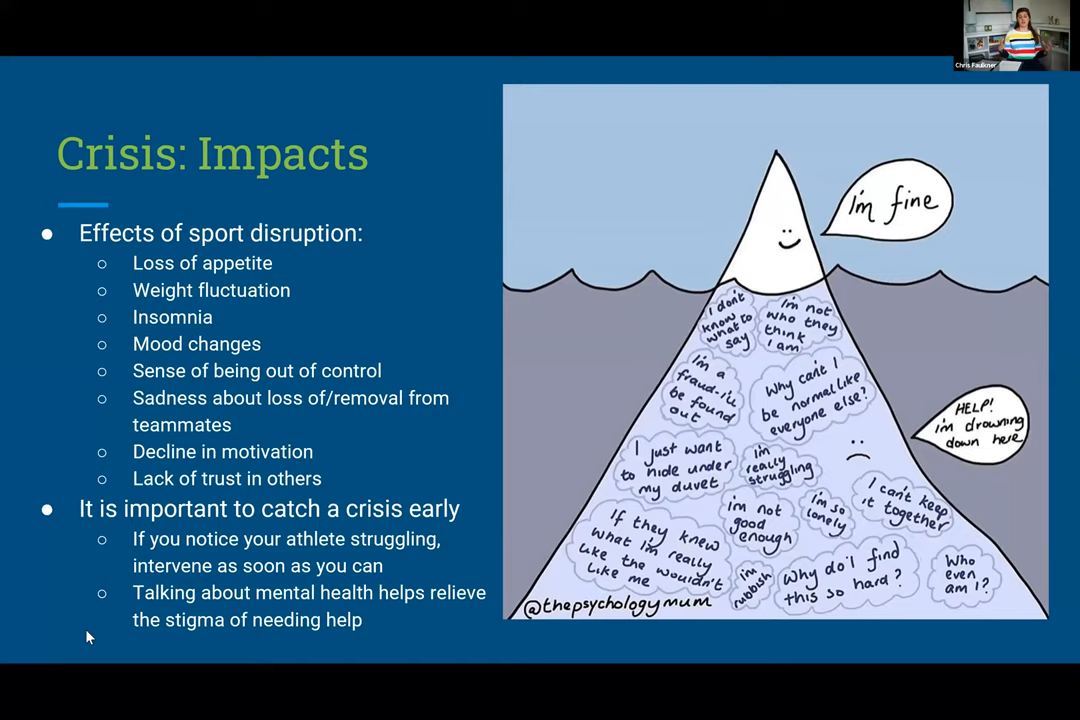 Chris Faulkner
Crisis: Impacts
● Effects of sport disruption:
○ Loss of appetite
○ Weight fluctuation
○ Insomnia
○ Mood changes
○ Sense of being out of control
○ Sadness about loss of/removal from
teammates
○ Decline in motivation
○ Lack of trust in others
● It is important to catch a crisis early
○ If you notice your athlete struggling,
intervene as soon as you can
○ Talking about mental health helps relieve
the stigma of needing help
I'm fine
I don't
know
what to
say
I'm not
who they
think
I am
I'm a
fraud-i'll
be found
out
Why can't I
be normal like
everyone else?
HELP!
i'm drowning
down here
I just want
to hide under
my duvet
i'm
really
struggling
I can't keep
it together
i'm so
lonely
im not
good
enough
If they knew
what I'm really
like the wouldn't
like me
i'm
rubbish
Why do I find
this so hard?
Who
even
am I?
@thepsychologymum